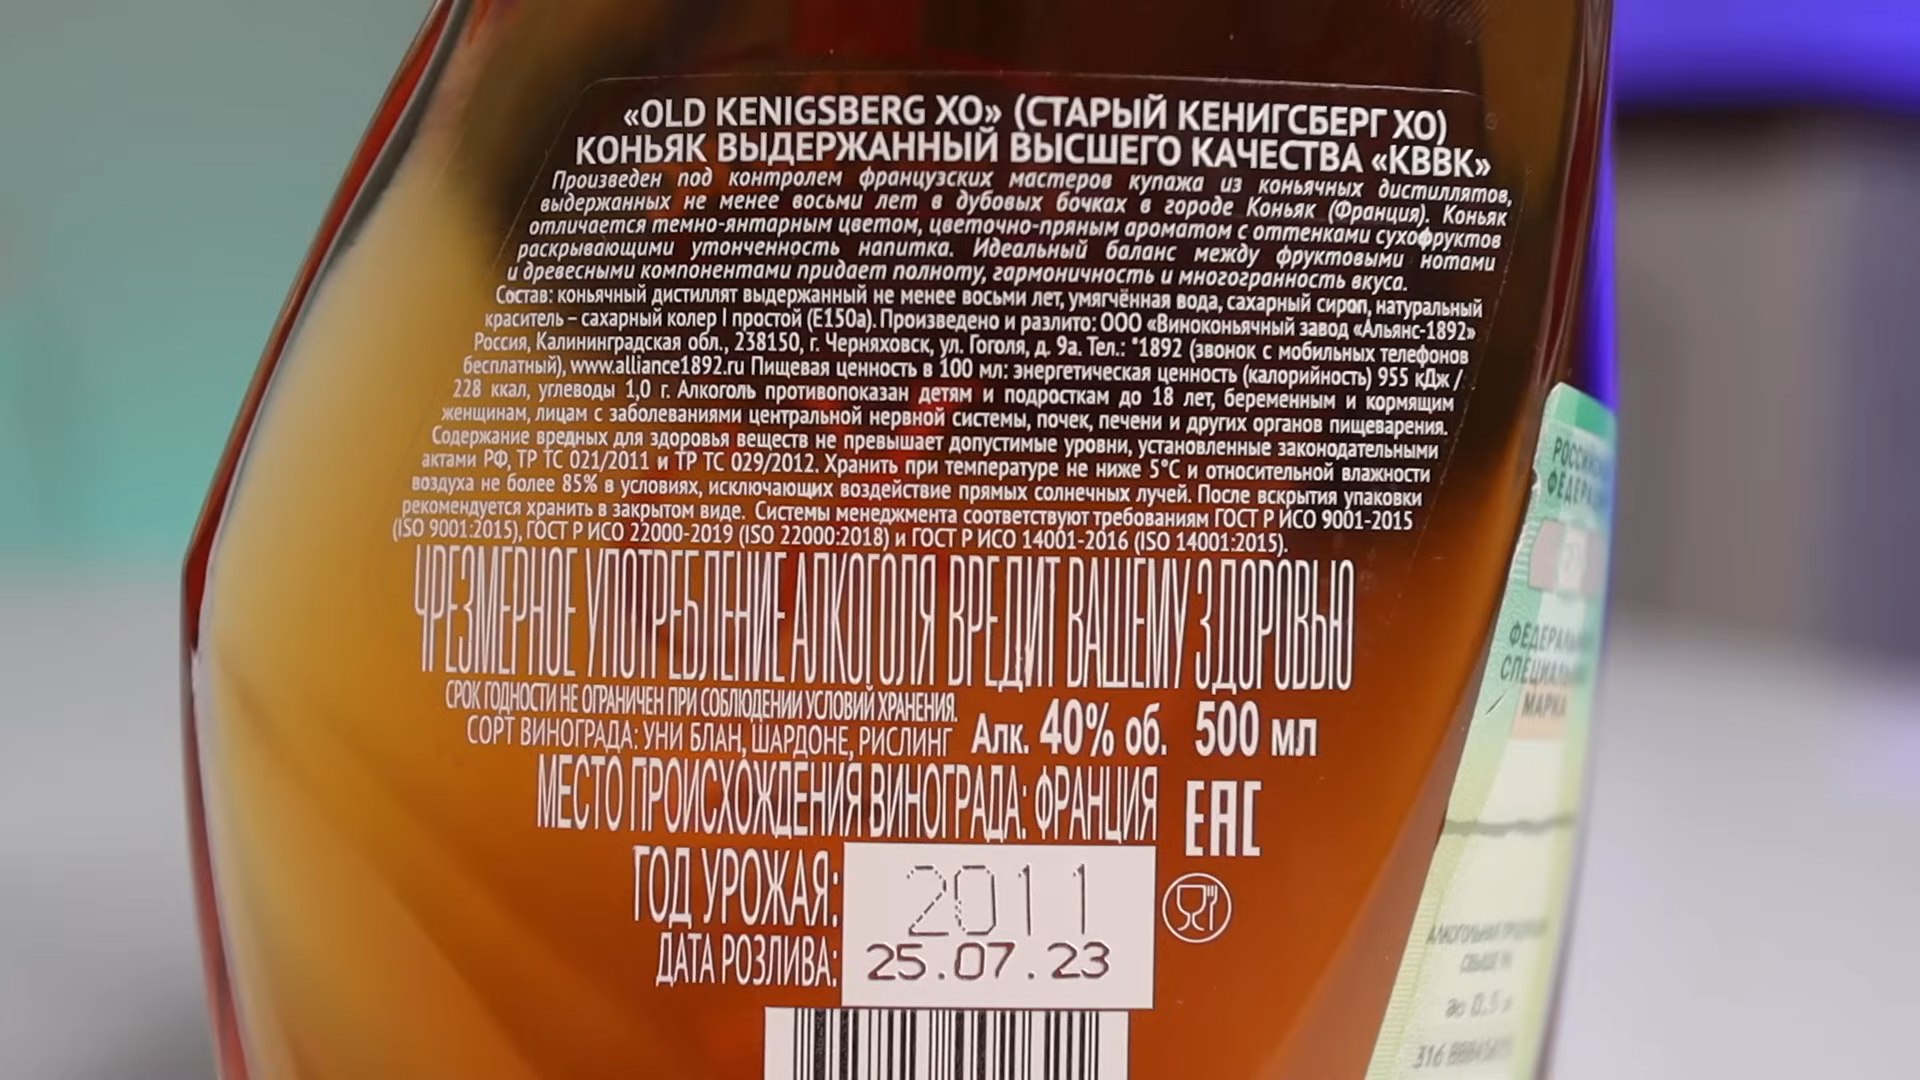 «OLD KENIGSBERG XO» (СТАРЫЙ КЕНИГСБЕРГ ХО)
КОНЬЯК ВЫДЕРЖАННЫЙ ВЫСШЕГО КАЧЕСТВА «КВВК»
Произведен под контролем французских мастеров купажа из коньячных дистиллятов,
выдержанных не менее восьми лет в дубовых бочках в городе Коньяк (Франция). Коньяк
отличается темно-янтарным цветом, цветочно-пряным ароматом с оттенками сухофруктов
раскрывающими утонченность напитка. Идеальный баланс между фруктовыми нотами
и древесными компонентами придает полноту, гармоничность и многогранность вкуса.
Состав: коньячный дистиллят выдержанный не менее восьми лет, умягчённая вода, сахарный сироп, натуральный
краситель – сахарный колер I простой (Е150а). Произведено и разлито: ООО «Виноконьячный завод «Альянс-1892»
Россия, Калининградская обл., 238150, г. Черняховск, ул. Гоголя, д. 9а. Тел.: *1892 (звонок с мобильных телефонов
бесплатный), www.alliance1892.ru Пищевая ценность в 100 мл: энергетическая ценность (калорийность) 955 кДж /
228 ккал, углеводы 1,0 г. Алкоголь противопоказан детям и подросткам до 18 лет, беременным и кормящим
женщинам, лицам с заболеваниями центральной нервной системы, почек, печени и других органов пищеварения.
Содержание вредных для здоровья веществ не превышает допустимые уровни, установленные законодательными
актами РФ, ТР ТС 021/2011 и ТР ТС 029/2012. Хранить при температуре не ниже 5°С и относительной влажности
воздуха не более 85% в условиях, исключающих воздействие прямых солнечных лучей. После вскрытия упаковки
рекомендуется хранить в закрытом виде. Системы менеджмента соответствуют требованиям ГОСТ Р ИСО 9001-2015
(ISO 9001:2015), ГОСТ Р ИСО 22000-2019 (ISO 22000:2018) и ГОСТ Р ИСО 14001-2016 (ISO 14001:2015).
ЧРЕЗМЕРНОЕ УПОТРЕБЛЕНИЕ АЛКОГОЛЯ ВРЕДИТ ВАШЕМУ ЗДОРОВЬЮ
СРОК ГОДНОСТИ НЕ ОГРАНИЧЕН ПРИ СОБЛЮДЕНИИ УСЛОВИЙ ХРАНЕНИЯ.
СОРТ ВИНОГРАДА: УНИ БЛАН, ШАРДОНЕ, РИСЛИНГ Алк. 40% об. 500 мл
МЕСТО ПРОИСХОЖДЕНИЯ ВИНОГРАДА: ФРАНЦИЯ EAC
ГОД УРОЖАЯ: 2011
ДАТА РОЗЛИВА: 25.07.23
МАРКА
до 0,5 л
316